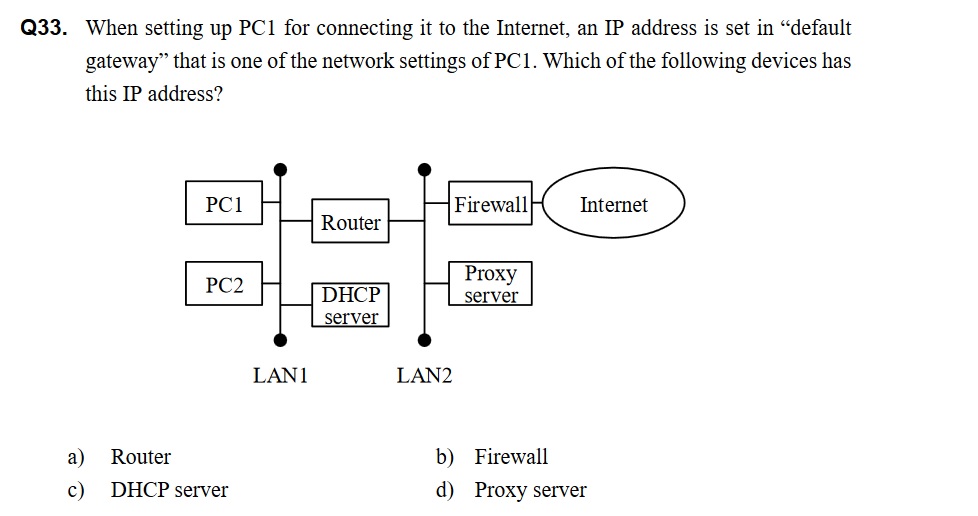 Q33. When setting up PC1 for connecting it to the Internet, an IP address is set in “default
gateway” that is one of the network settings of PC1. Which of the following devices has
this IP address?
PC1
Firewall
Internet
Router
PC2
Proxy
server
DHCP
server
LAN1
LAN2
a) Router
b) Firewall
c) DHCP server
d) Proxy server